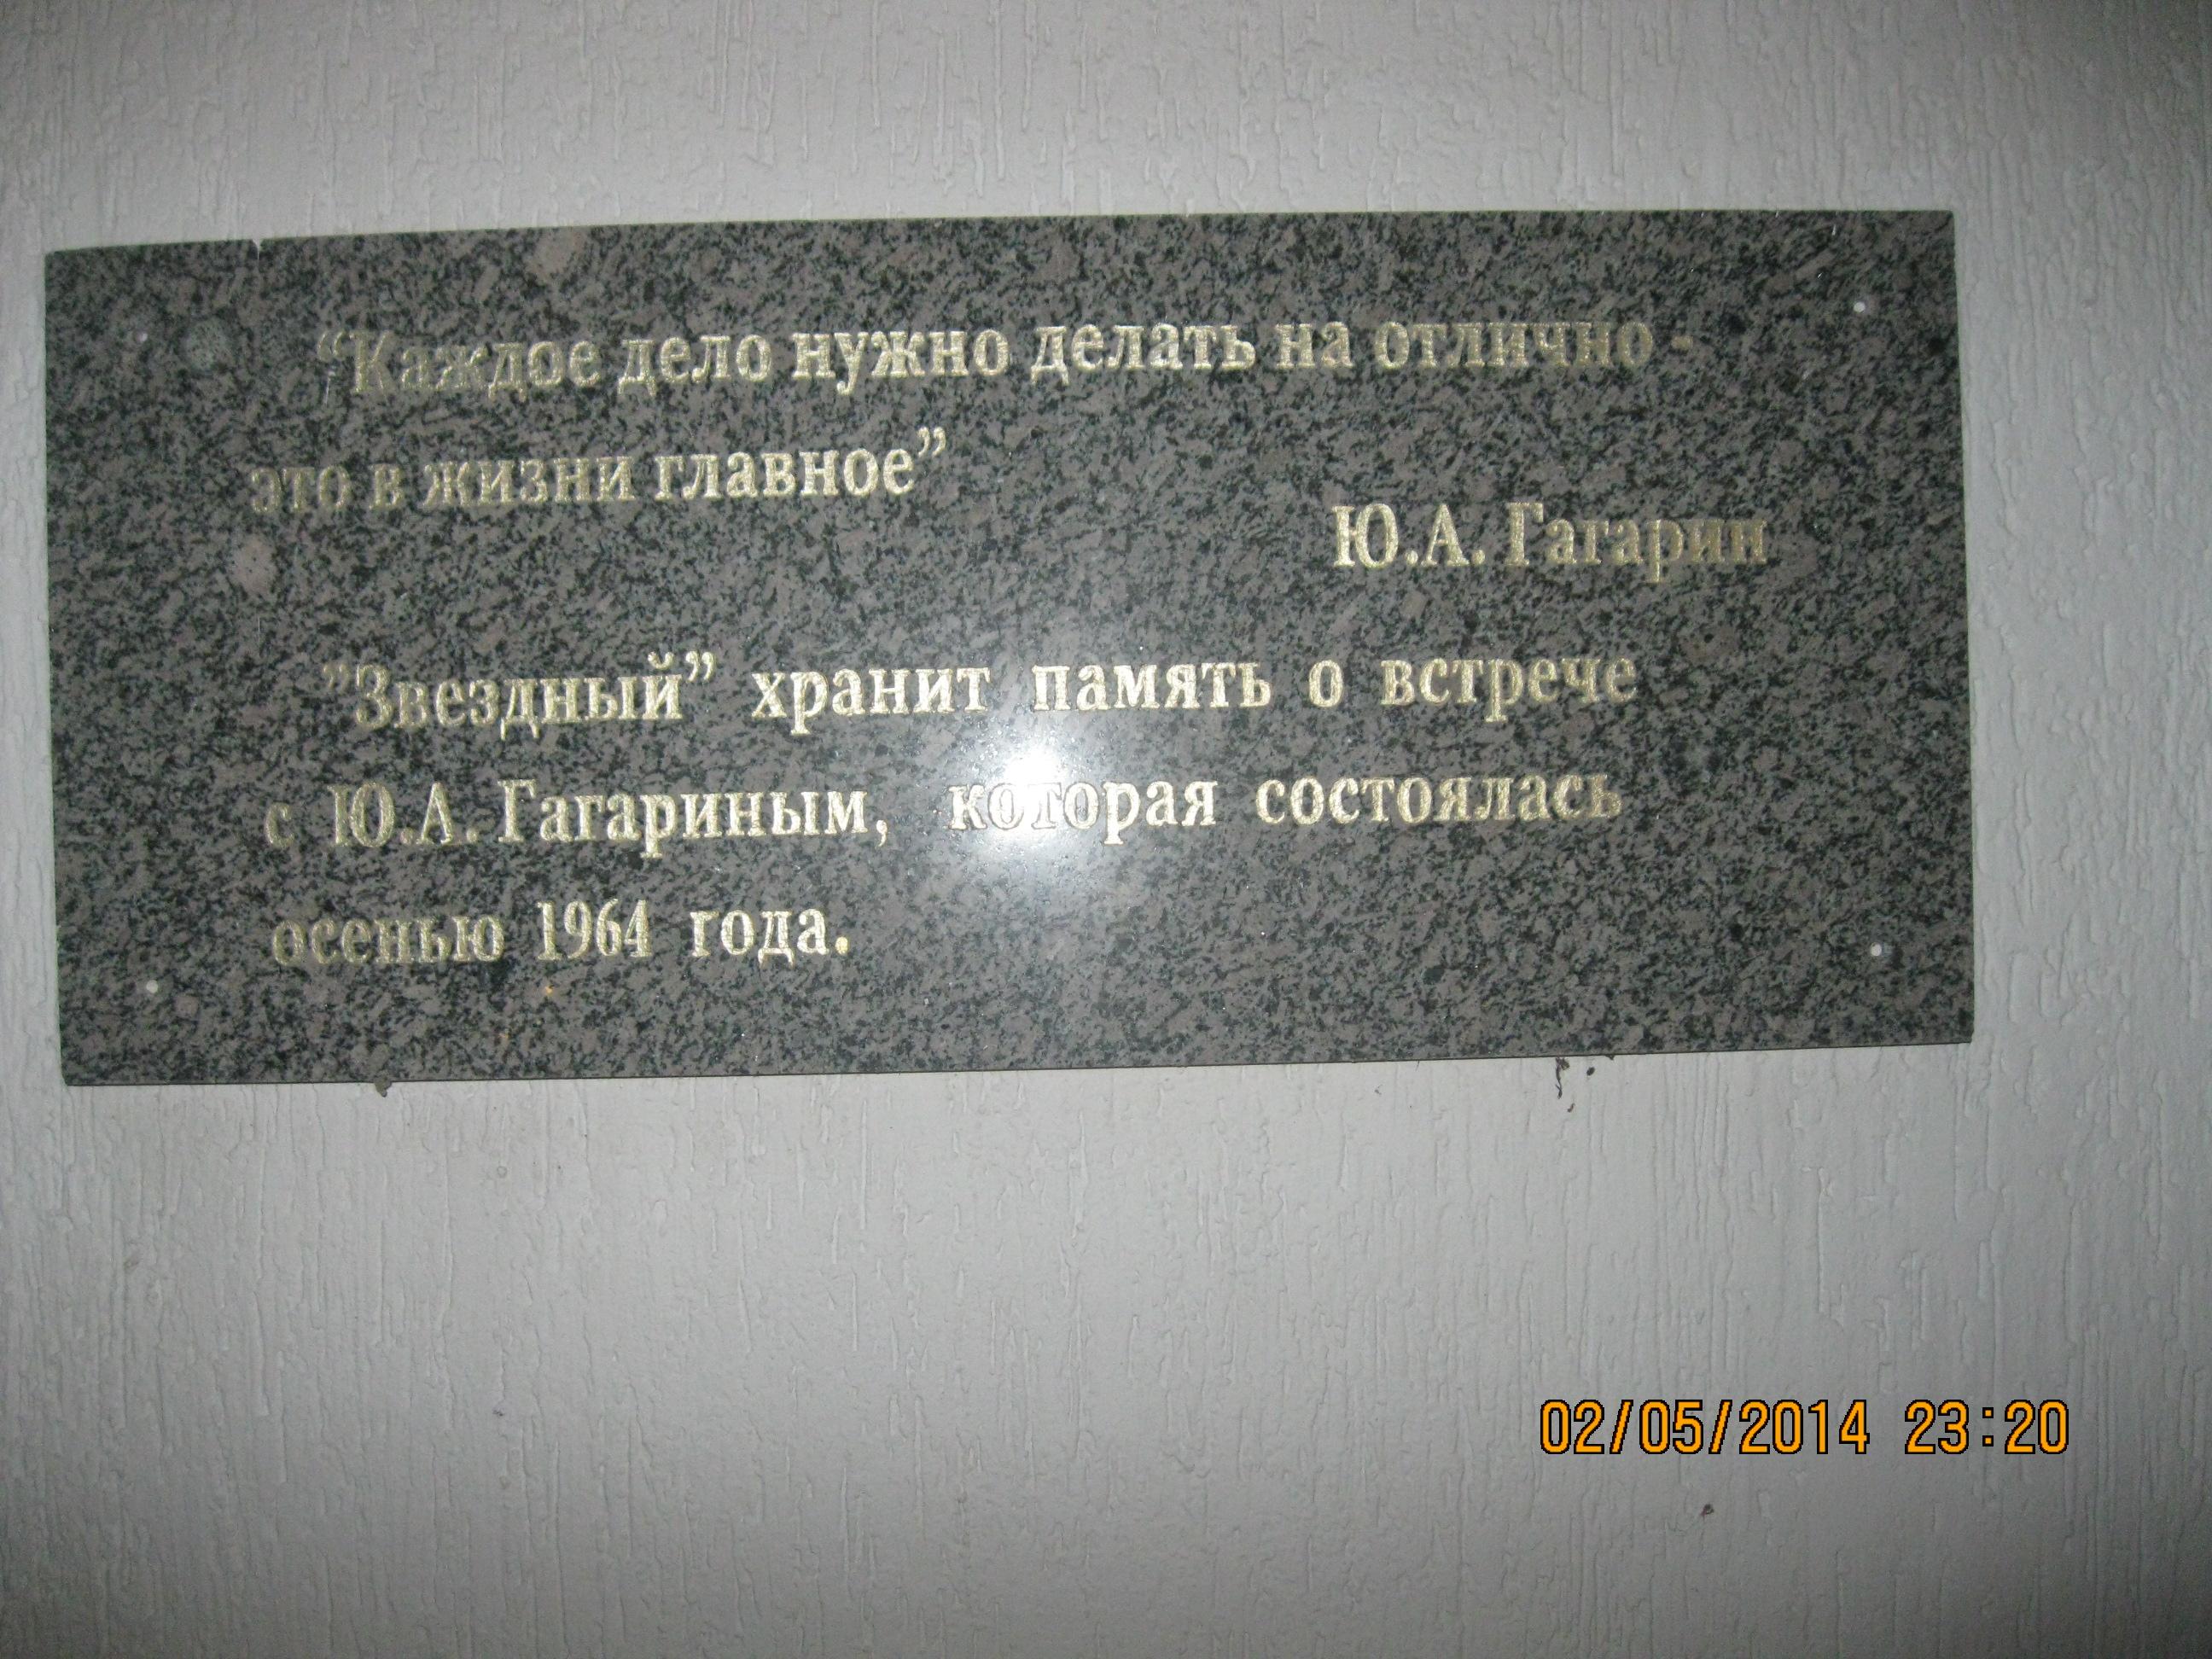 “Каждое дело нужно делать на отлично -
это в жизни главное”
Ю.А. Гагарин
”Звездный” хранит память о встрече
с Ю.А. Гагариным, которая состоялась
осенью 1964 года.
02/05/2014 23:20